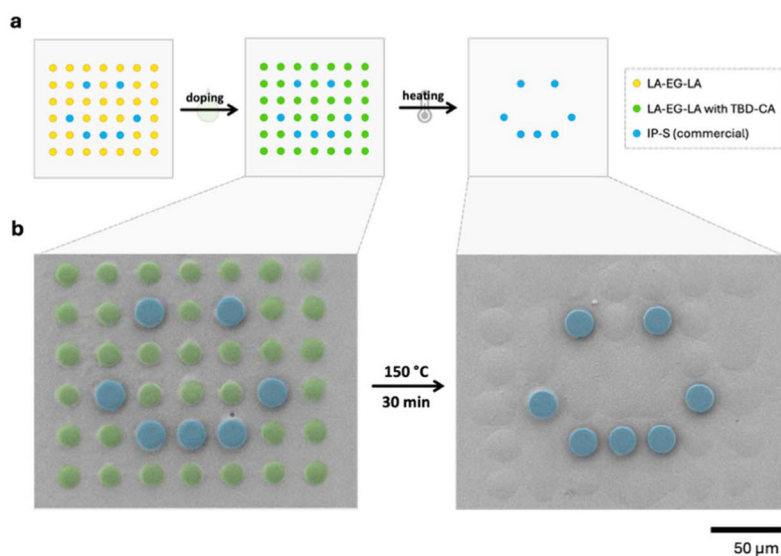 a
doping
heating
LA-EG-LA
LA-EG-LA with TBD-CA
IP-S (commercial)
b
150 °C
30 min
50 µm